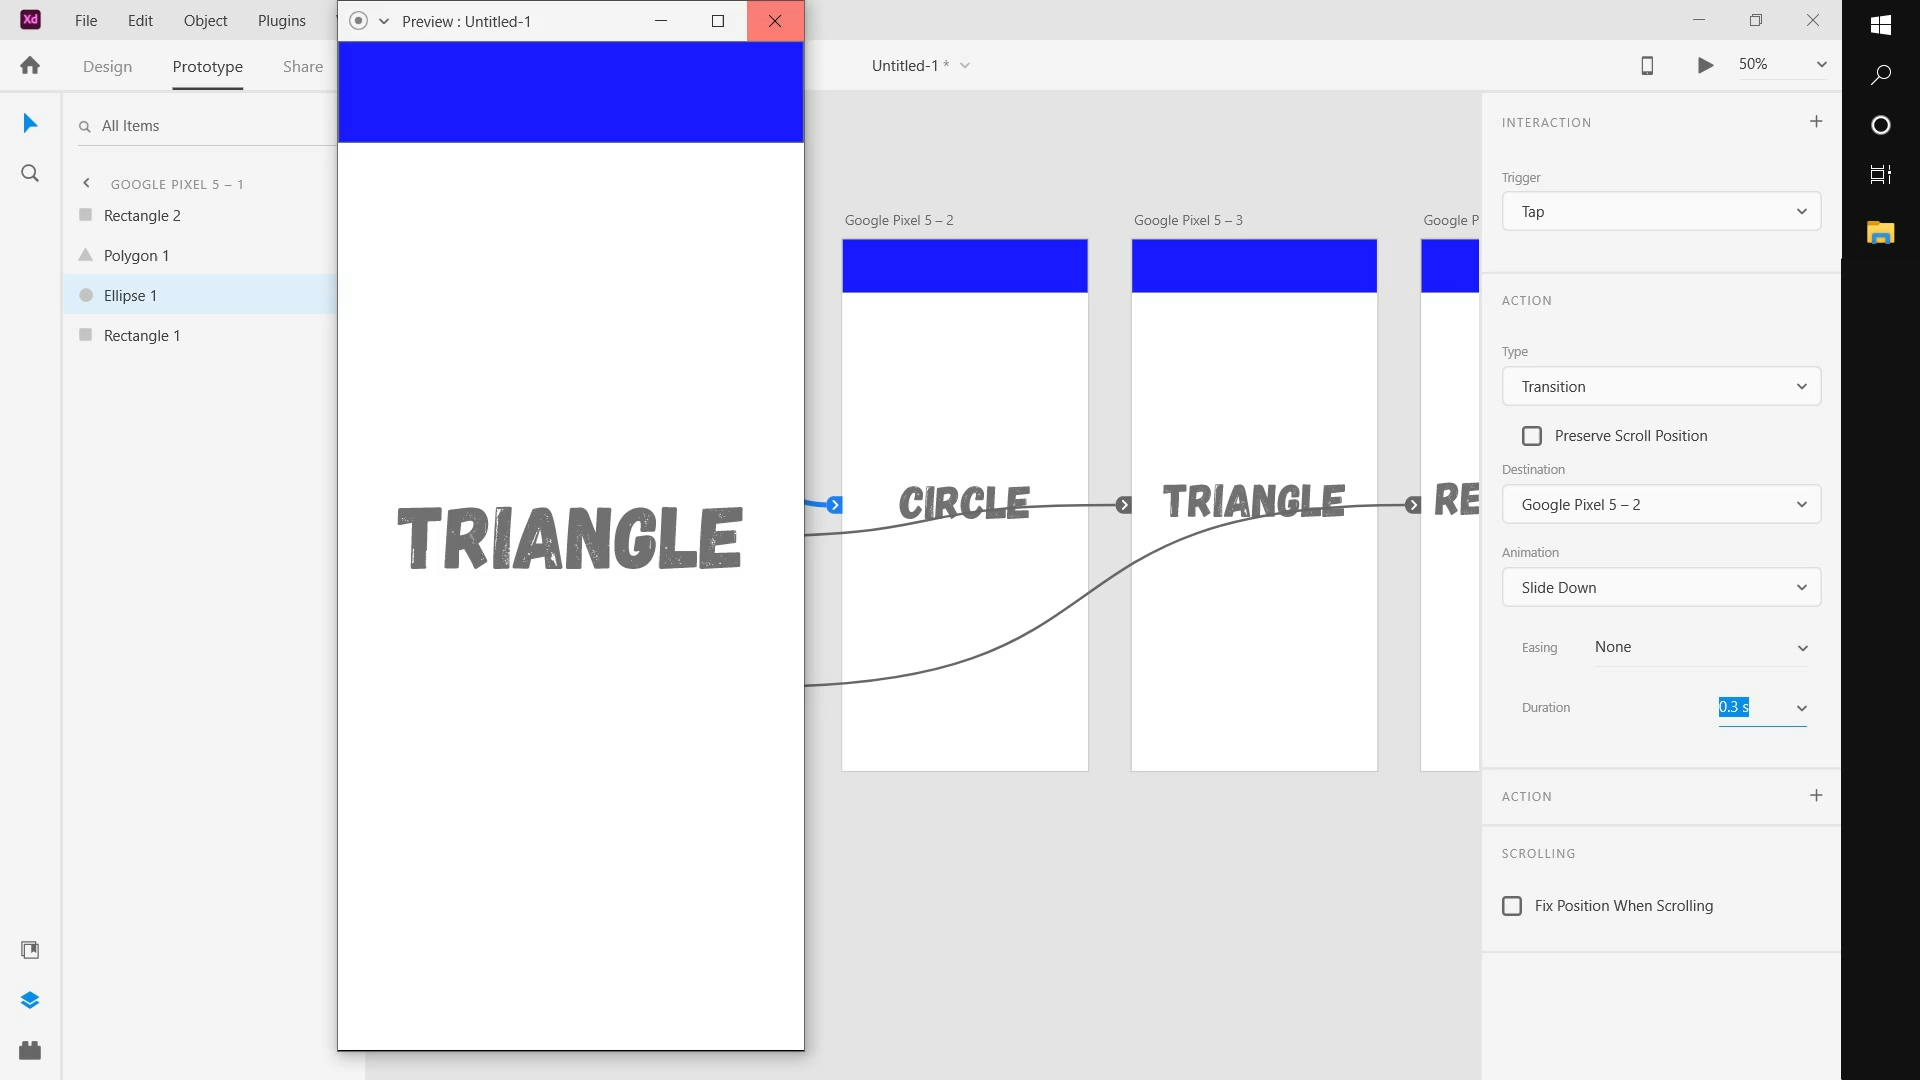 Xd
File
Edit
Object
Plugins
Preview : Untitled-1
Design
Prototype
Share
Untitled-1 *
50%
All Items
GOOGLE PIXEL 5 – 1
Rectangle 2
Polygon 1
Ellipse 1
Rectangle 1
TRIANGLE
Google Pixel 5 – 2
Google Pixel 5 – 3
Google P
CIRCLE
TRIANGLE
RE
INTERACTION
Trigger
Tap
ACTION
Type
Transition
Preserve Scroll Position
Destination
Google Pixel 5 – 2
Animation
Slide Down
Easing
None
Duration
0.3 s
ACTION
SCROLLING
Fix Position When Scrolling